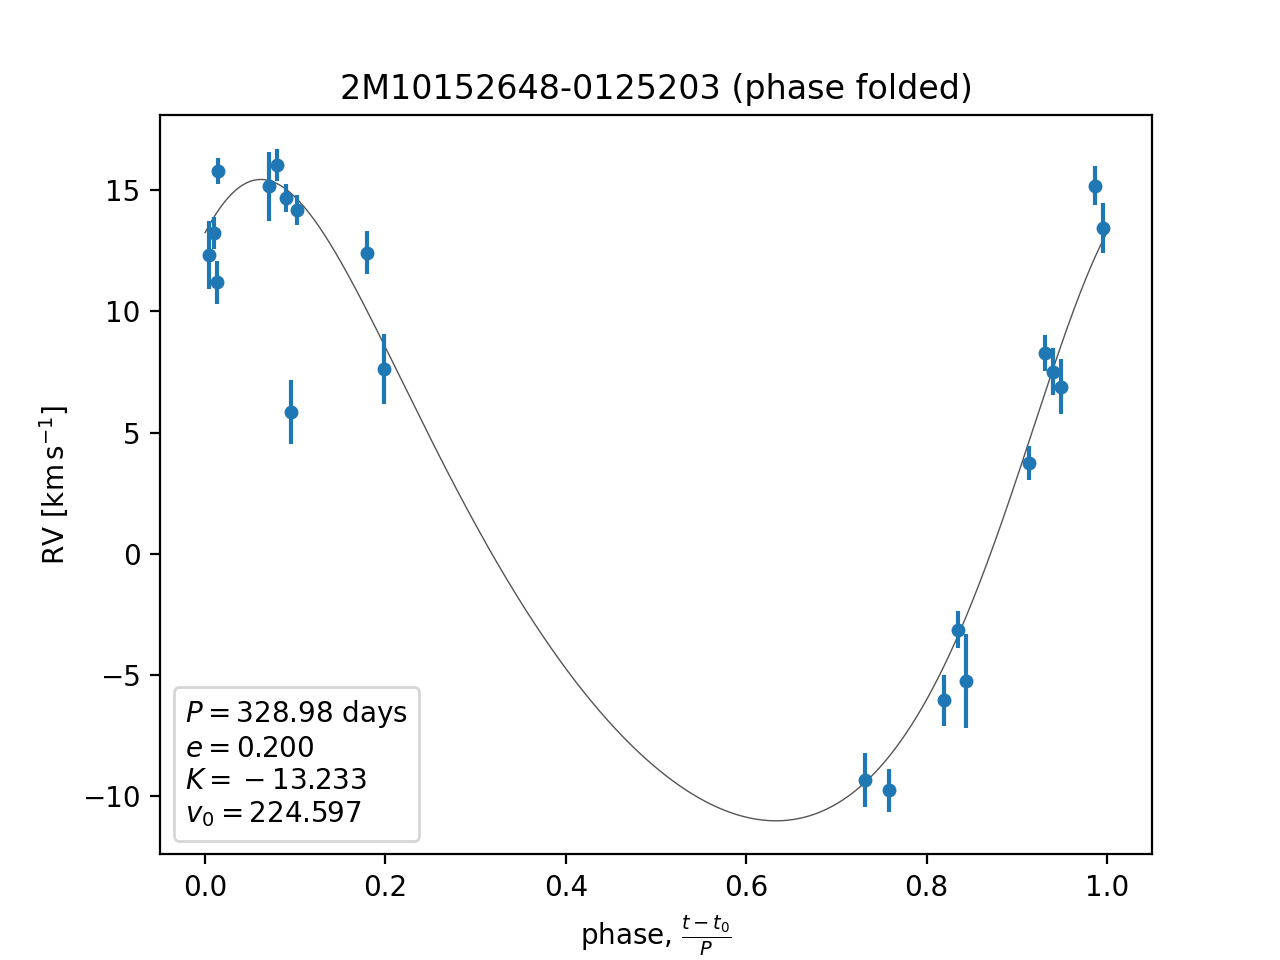 2M10152648-0125203 (phase folded)
RV [km s⁻¹]
15
10
5
0
−5
−10
P = 328.98 days
e = 0.200
K = −13.233
v₀ = 224.597
0.0 0.2 0.4 0.6 0.8 1.0
phase, (t − t₀)/P